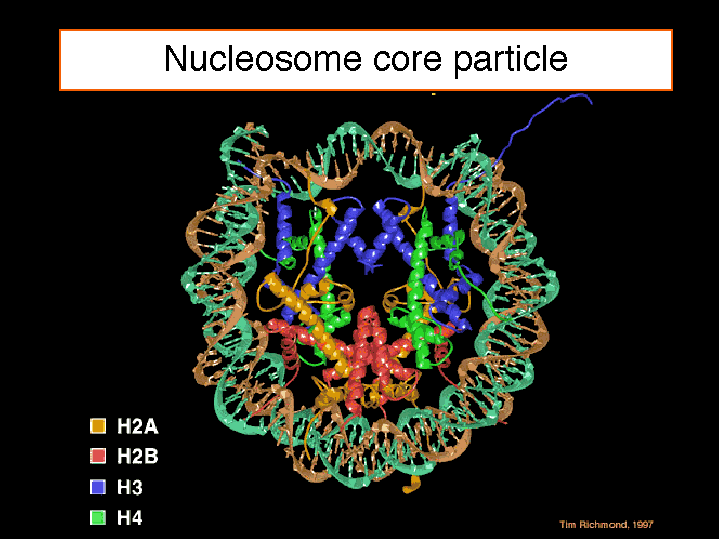 Nucleosome core particle
H2A
H2B
H3
H4
Tim Richmond, 1997